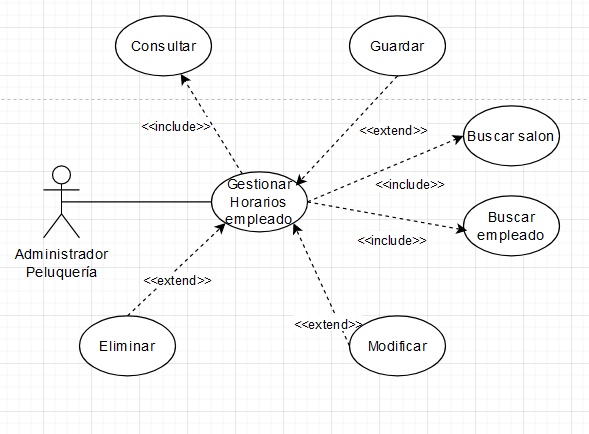 Consultar
Guardar
<<include>>
<<extend>>
Buscar salon
Gestionar
Horarios
empleado
<<include>>
Buscar
empleado
<<include>>
Administrador
Peluquería
<<extend>>
<<extend>>
Eliminar
Modificar